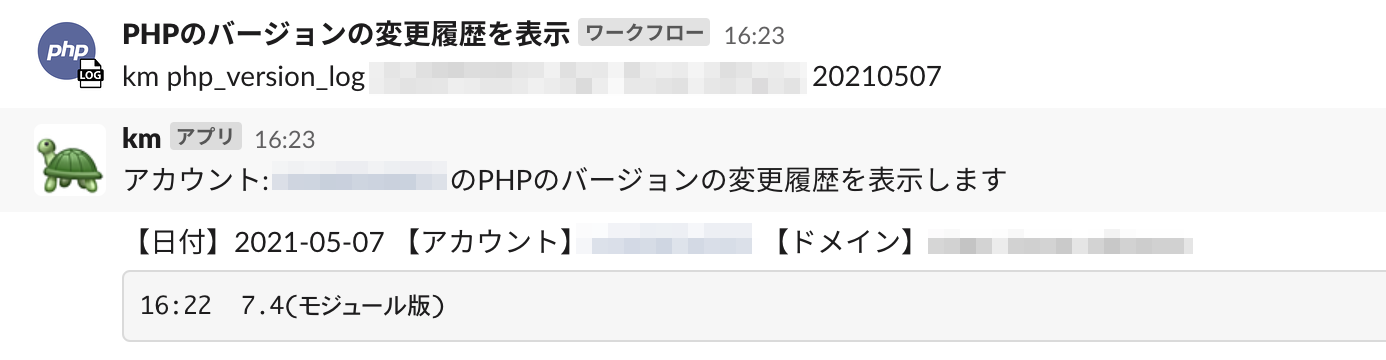 PHPのバージョンの変更履歴を表示 ワークフロー 16:23
php
LOG
km php_version_log 20210507
km アプリ 16:23
アカウント: のPHPのバージョンの変更履歴を表示します
【日付】2021-05-07 【アカウント】 【ドメイン】
16:22 7.4(モジュール版)